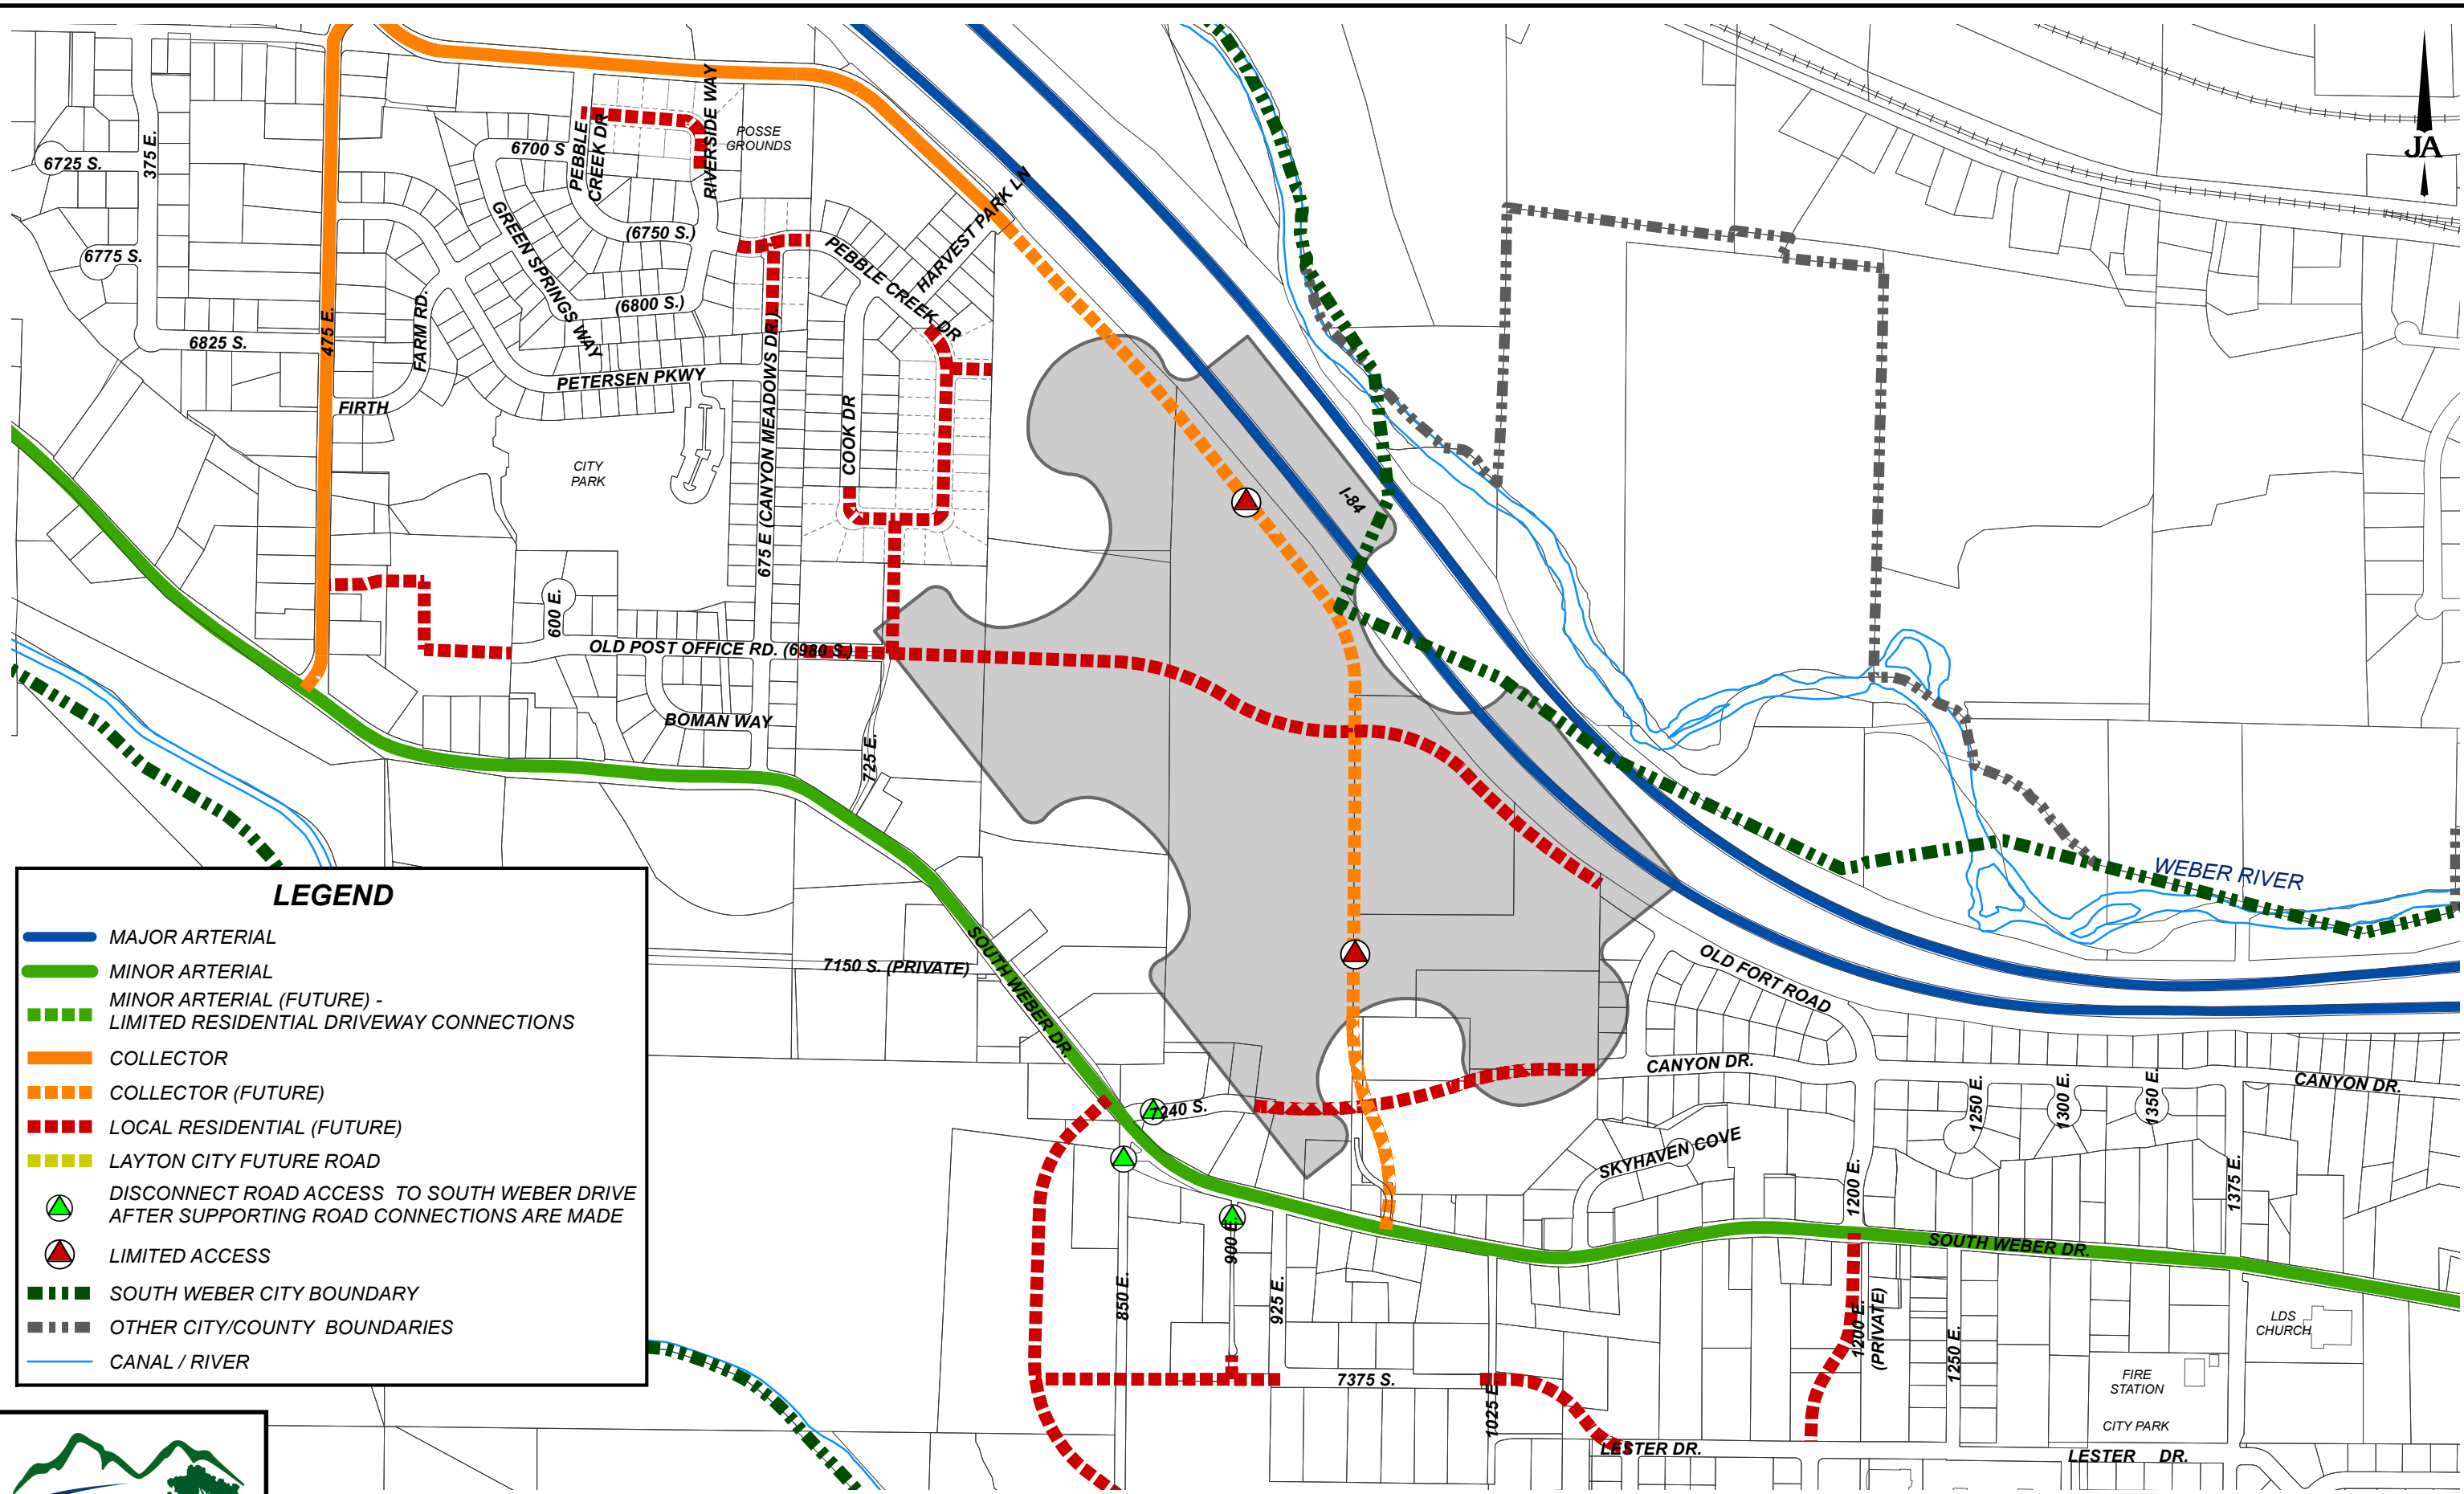 JA
RIVERSIDE WAY
POSSE
GROUNDS
PEBBLE
CREEK DR
6700 S
375 E.
6725 S.
HARVEST PARK LN
GREEN SPRINGS WAY
(6750 S.)
PEBBLE CREEK DR
6775 S.
(6800 S.)
FARM RD.
475 E.
6825 S.
PETERSEN PKWY
675 E (CANYON MEADOWS DR).
FIRTH
COOK DR
CITY
PARK
I-84
600 E.
OLD POST OFFICE RD. (6980 S.)
BOMAN WAY
725 E.
WEBER RIVER
SOUTH WEBER DR.
7150 S. (PRIVATE)
OLD FORT ROAD
CANYON DR.
CANYON DR.
7240 S.
1250 E.
1300 E.
1350 E.
SKYHAVEN COVE
1200 E.
1375 E.
900 E.
SOUTH WEBER DR.
850 E.
925 E.
1200 E.
(PRIVATE)
1250 E.
LDS
CHURCH
7375 S.
1025 E.
FIRE
STATION
CITY PARK
LESTER DR.
LESTER DR.
LEGEND
MAJOR ARTERIAL
MINOR ARTERIAL
MINOR ARTERIAL (FUTURE) -
LIMITED RESIDENTIAL DRIVEWAY CONNECTIONS
COLLECTOR
COLLECTOR (FUTURE)
LOCAL RESIDENTIAL (FUTURE)
LAYTON CITY FUTURE ROAD
DISCONNECT ROAD ACCESS TO SOUTH WEBER DRIVE
AFTER SUPPORTING ROAD CONNECTIONS ARE MADE
LIMITED ACCESS
SOUTH WEBER CITY BOUNDARY
OTHER CITY/COUNTY BOUNDARIES
CANAL / RIVER